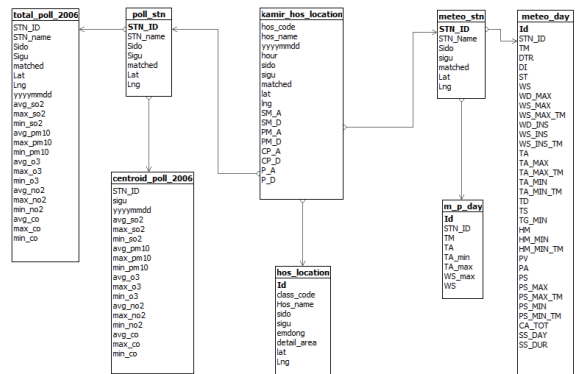 total_poll_2006
STN_ID
STN_name
Sido
Sigu
matched
Lat
Lng
yyyymmdd
avg_so2
max_so2
min_so2
avg_pm10
max_pm10
min_pm10
avg_o3
max_o3
min_o3
avg_no2
max_no2
min_no2
avg_co
max_co
min_co
poll_stn
STN_ID
STN_name
Sido
Sigu
matched
Lat
Lng
centroid_poll_2006
STN_ID
sigu
yyyymmdd
avg_so2
max_so2
min_so2
avg_pm10
max_pm10
min_pm10
avg_o3
max_o3
min_o3
avg_no2
max_no2
min_no2
avg_co
max_co
min_co
kamir_hos_location
hos_code
hos_name
yyyymmdd
hour
sido
sigu
matched
lat
lng
SM_A
SM_D
PM_A
PM_D
CP_A
CP_D
P_A
P_D
hos_location
Id
class_code
Hos_name
sido
sigu
emdong
detail_area
lat
Lng
meteo_stn
STN_ID
STN_Name
Sido
sigu
matched
Lat
Lng
m_p_day
Id
STN_ID
TM
TA
TA_min
TA_max
WS_max
WS
meteo_day
Id
STN_ID
TM
DTR
DI
ST
WS
WD_MAX
WS_MAX
WS_MAX_TM
WD_INS
WS_INS
WS_INS_TM
TA
TA_MAX
TA_MAX_TM
TA_MIN
TA_MIN_TM
TD
TS
TG_MIN
HM
HM_MIN
HM_MIN_TM
PV
PA
PS
PS_MAX
PS_MAX_TM
PS_MIN
PS_MIN_TM
CA_TOT
SS_DAY
SS_DUR